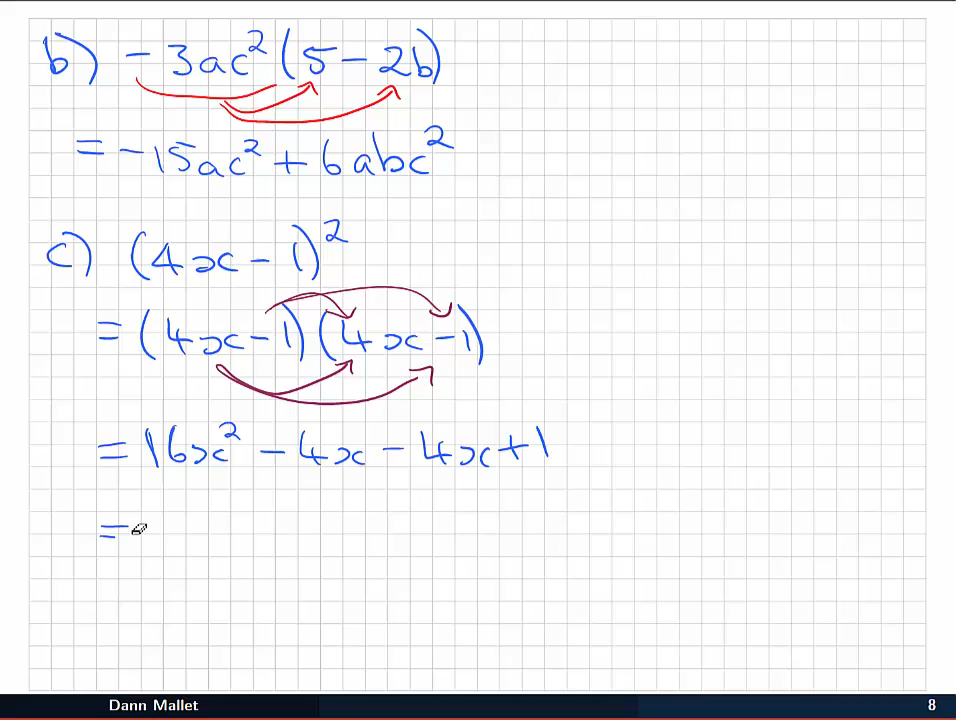 b) -3ac²(5-2b)
= -15ac² + 6abc²
c) (4x-1)²
= (4x-1)(4x-1)
= 16x² - 4x - 4x + 1
=
Dann Mallet 8